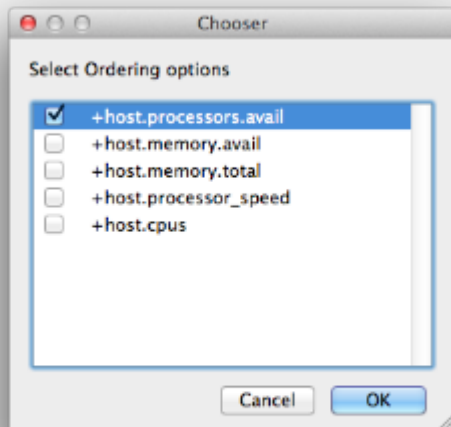 Chooser
Select Ordering options
+host.processors.avail
+host.memory.avail
+host.memory.total
+host.processor_speed
+host.cpus
Cancel OK